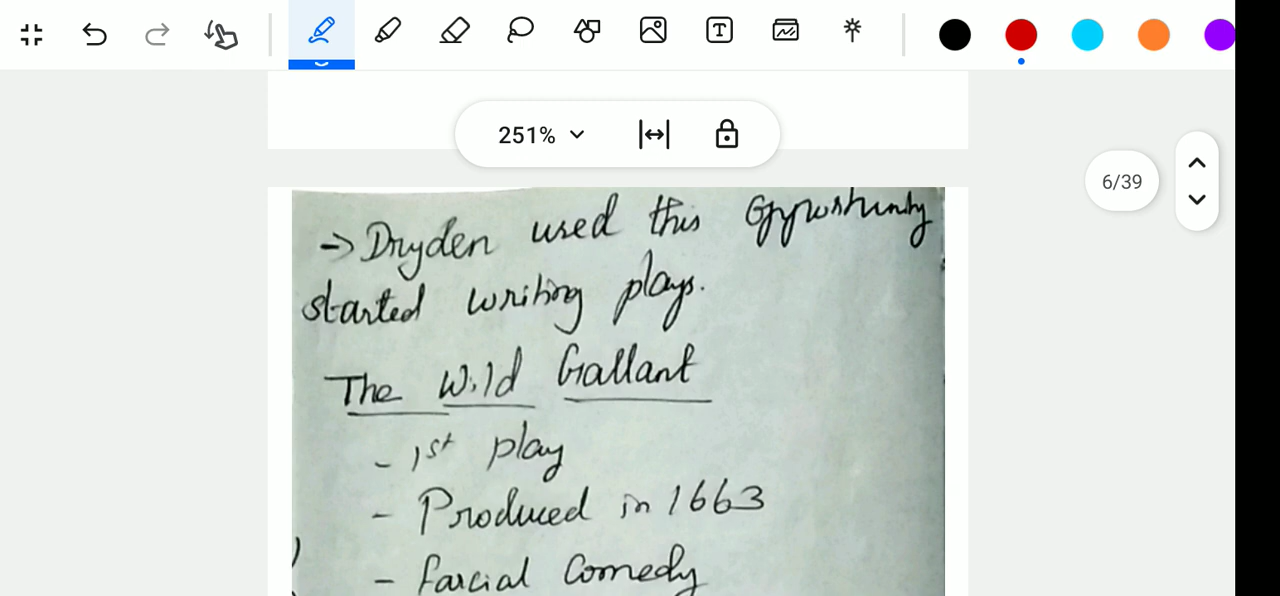 251%
6/39
→ Dryden used this Opportunity
started writing plays.
The Wild Gallant
- 1st play
- Produced in 1663
- farcial Comedy